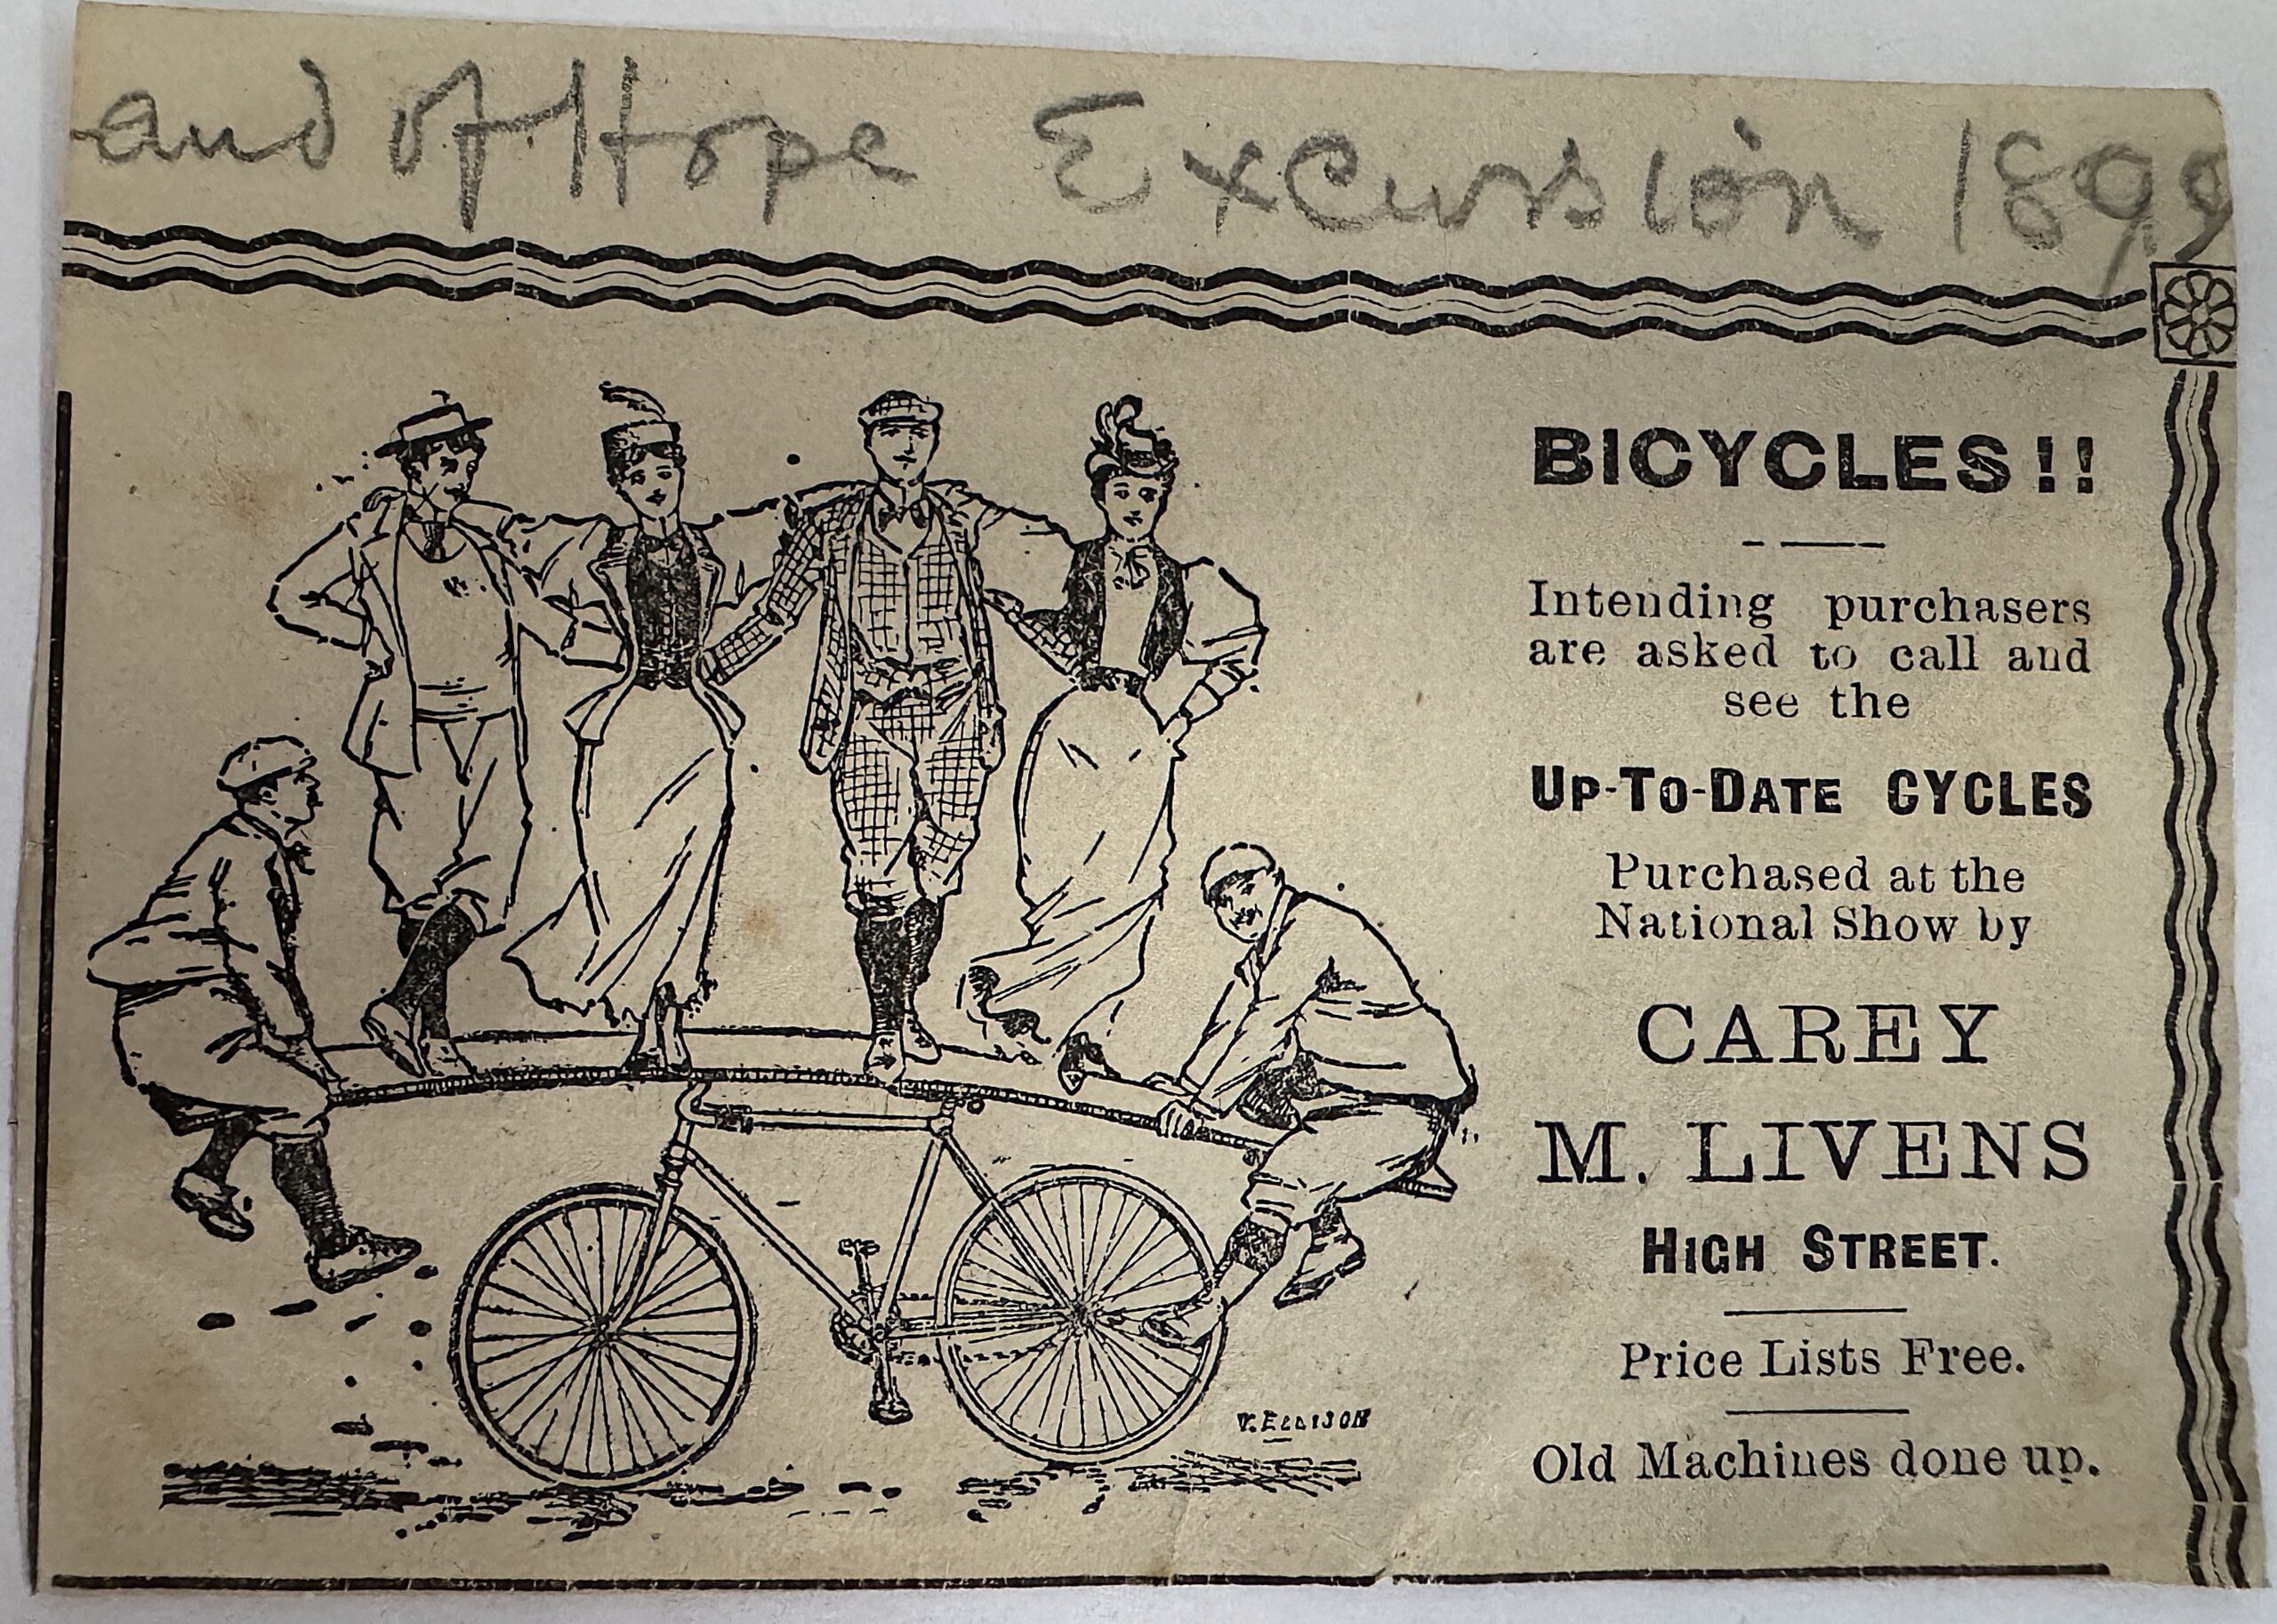 and of Hope Excursion 1899
BICYCLES!!
Intending purchasers
are asked to call and
see the
UP-TO-DATE CYCLES
Purchased at the
National Show by
CAREY
M. LIVENS
HIGH STREET.
Price Lists Free.
Old Machines done up.
V. ELLISON